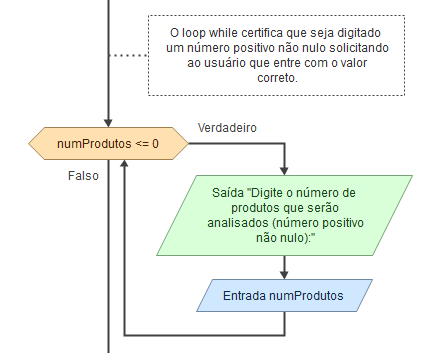 O loop while certifica que seja digitado
um número positivo não nulo solicitando
ao usuário que entre com o valor
correto.
numProdutos <= 0
Verdadeiro
Falso
Saída "Digite o número de
produtos que serão
analisados (número positivo
não nulo):"
Entrada numProdutos